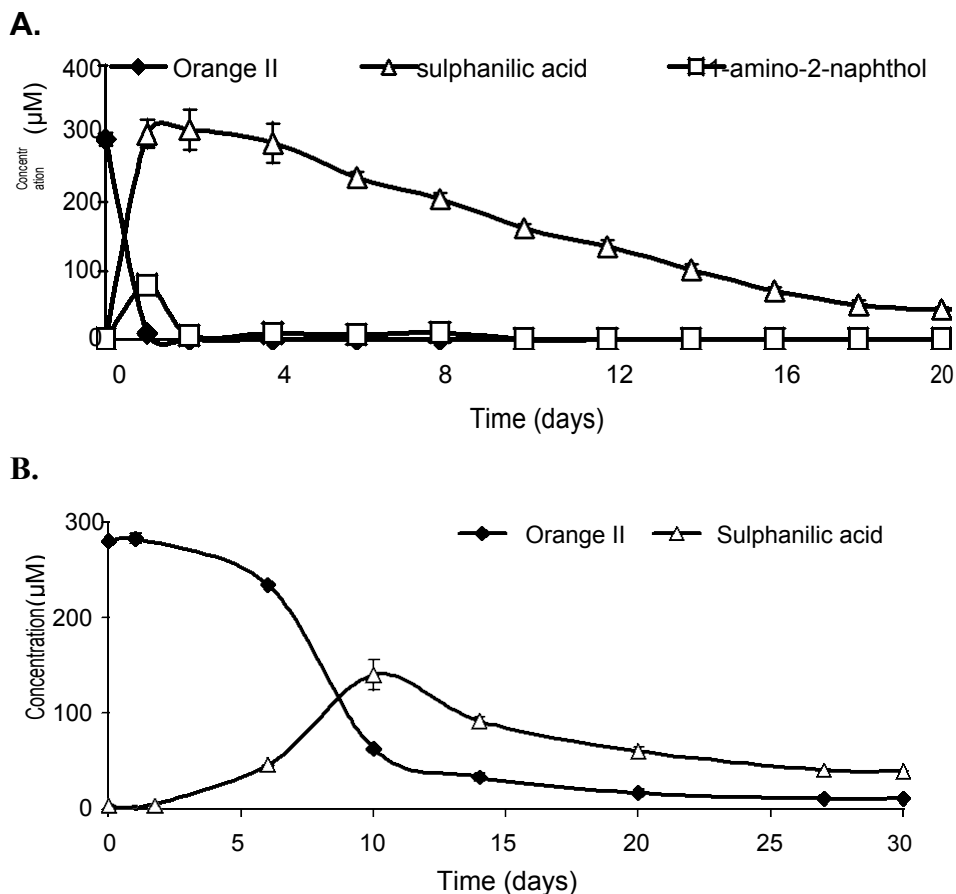 A.
400 Orange II sulphanilic acid 1-amino-2-naphthol
300
200
100
0
Concentr
ation (µM)
0 4 8 12 16 20
Time (days)
B.
300 Orange II Sulphanilic acid
200
100
0
Concentration(µM)
0 5 10 15 20 25 30
Time (days)